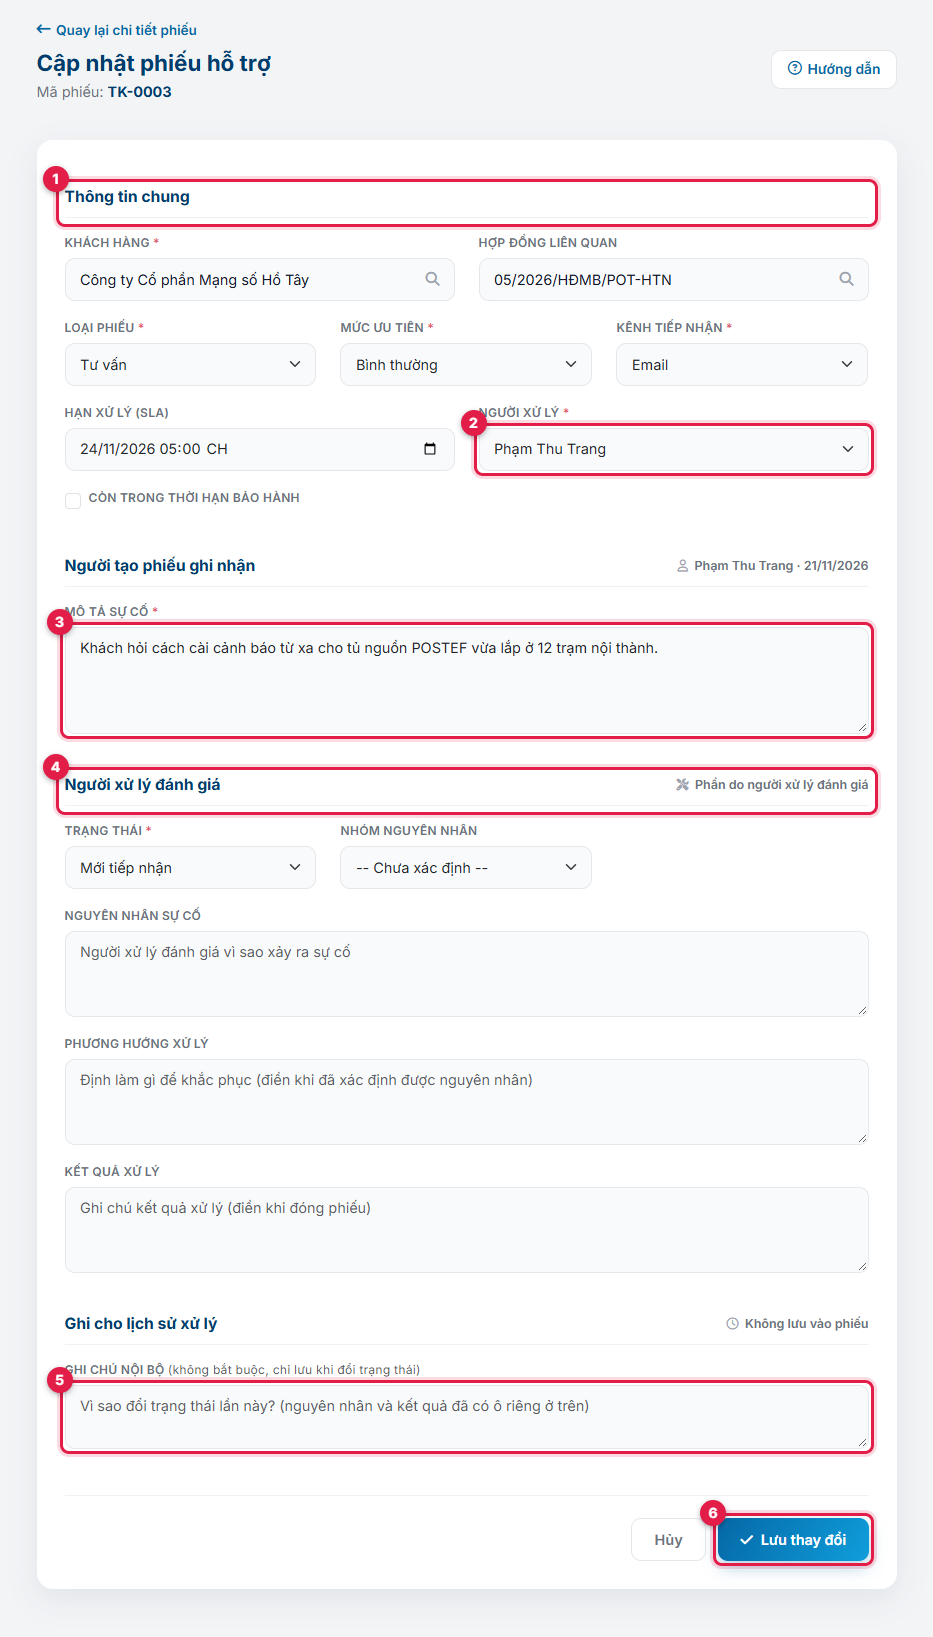 ← Quay lại chi tiết phiếu
Cập nhật phiếu hỗ trợ
Mã phiếu: TK-0003
Hướng dẫn
1
Thông tin chung
KHÁCH HÀNG *
HỢP ĐỒNG LIÊN QUAN
Công ty Cổ phần Mạng số Hồ Tây
05/2026/HĐMB/POT-HTN
LOẠI PHIẾU *
MỨC ƯU TIÊN *
KÊNH TIẾP NHẬN *
Tư vấn
Bình thường
Email
HẠN XỬ LÝ (SLA)
2
NGƯỜI XỬ LÝ *
24/11/2026 05:00 CH
Phạm Thu Trang
CÒN TRONG THỜI HẠN BẢO HÀNH
Người tạo phiếu ghi nhận
Phạm Thu Trang · 21/11/2026
3
MÔ TẢ SỰ CỐ *
Khách hỏi cách cài cảnh báo từ xa cho tủ nguồn POSTEF vừa lắp ở 12 trạm nội thành.
4
Người xử lý đánh giá
Phần do người xử lý đánh giá
TRẠNG THÁI *
NHÓM NGUYÊN NHÂN
Mới tiếp nhận
-- Chưa xác định --
NGUYÊN NHÂN SỰ CỐ
Người xử lý đánh giá vì sao xảy ra sự cố
PHƯƠNG HƯỚNG XỬ LÝ
Định làm gì để khắc phục (điền khi đã xác định được nguyên nhân)
KẾT QUẢ XỬ LÝ
Ghi chú kết quả xử lý (điền khi đóng phiếu)
Ghi cho lịch sử xử lý
Không lưu vào phiếu
5
GHI CHÚ NỘI BỘ (không bắt buộc, chỉ lưu khi đổi trạng thái)
Vì sao đổi trạng thái lần này? (nguyên nhân và kết quả đã có ô riêng ở trên)
6
Hủy
Lưu thay đổi